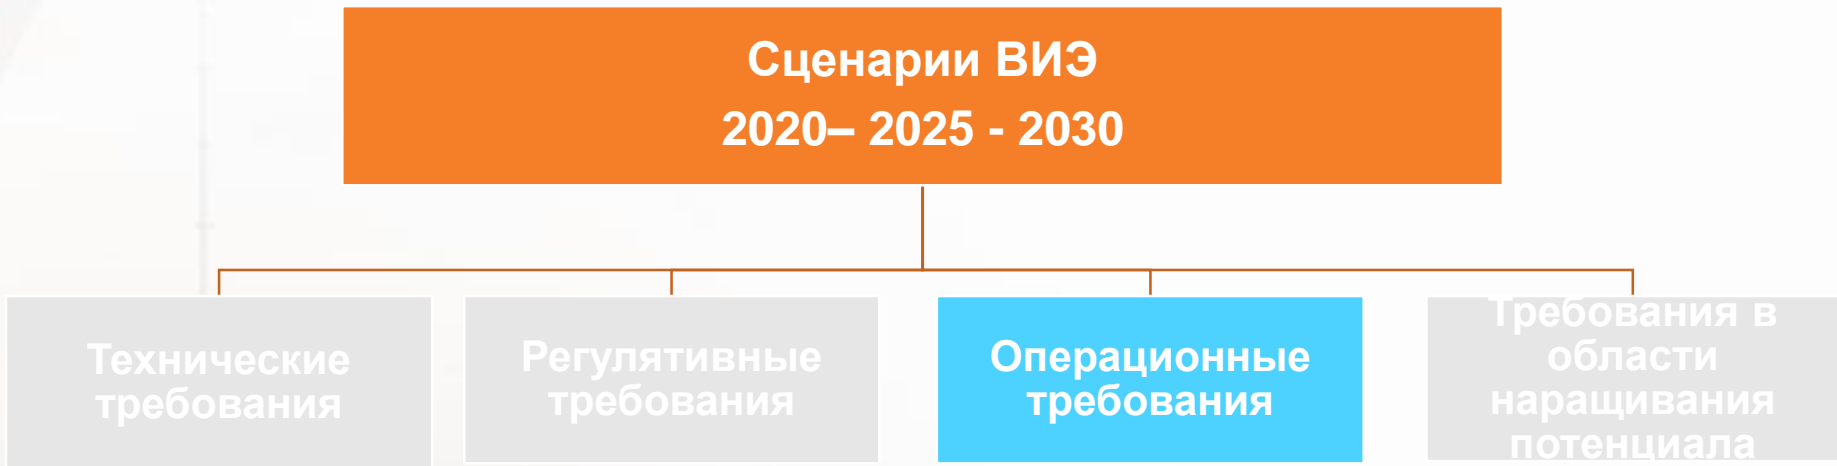 Сценарии ВИЭ
2020– 2025 - 2030
Технические
требования
Регулятивные
требования
Операционные
требования
Требования в
области
наращивания
потенциала